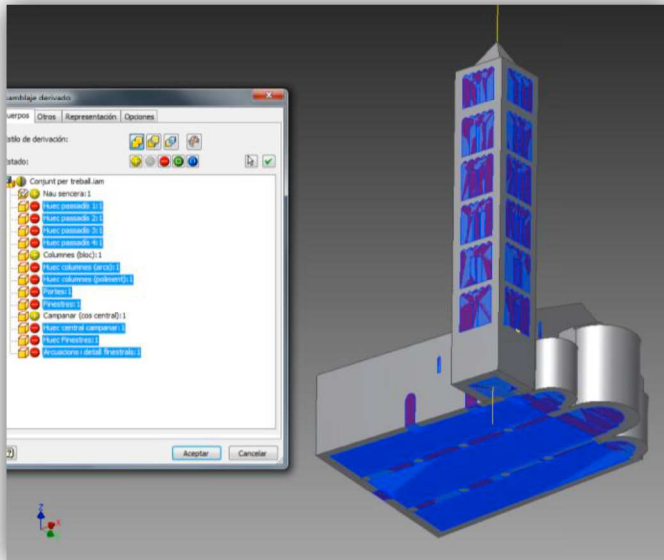 samblaje derivado
uerpos Otros Representación Opciones
stilo de derivación:
stado:
Conjunt per treball.iam
Nau sencera:1
Huec passadís 1:1
Huec passadís 2:1
Huec passadís 3:1
Huec passadís 4:1
Columnes (bloc):1
Huec columnes (arcs):1
Huec columnes (poliment):1
Portes:1
Finestres:1
Campanar (cos central):1
Huec central campanar:1
Huec Finestres:1
Arcuacions i detall finestrals:1
Aceptar Cancelar
Z
X